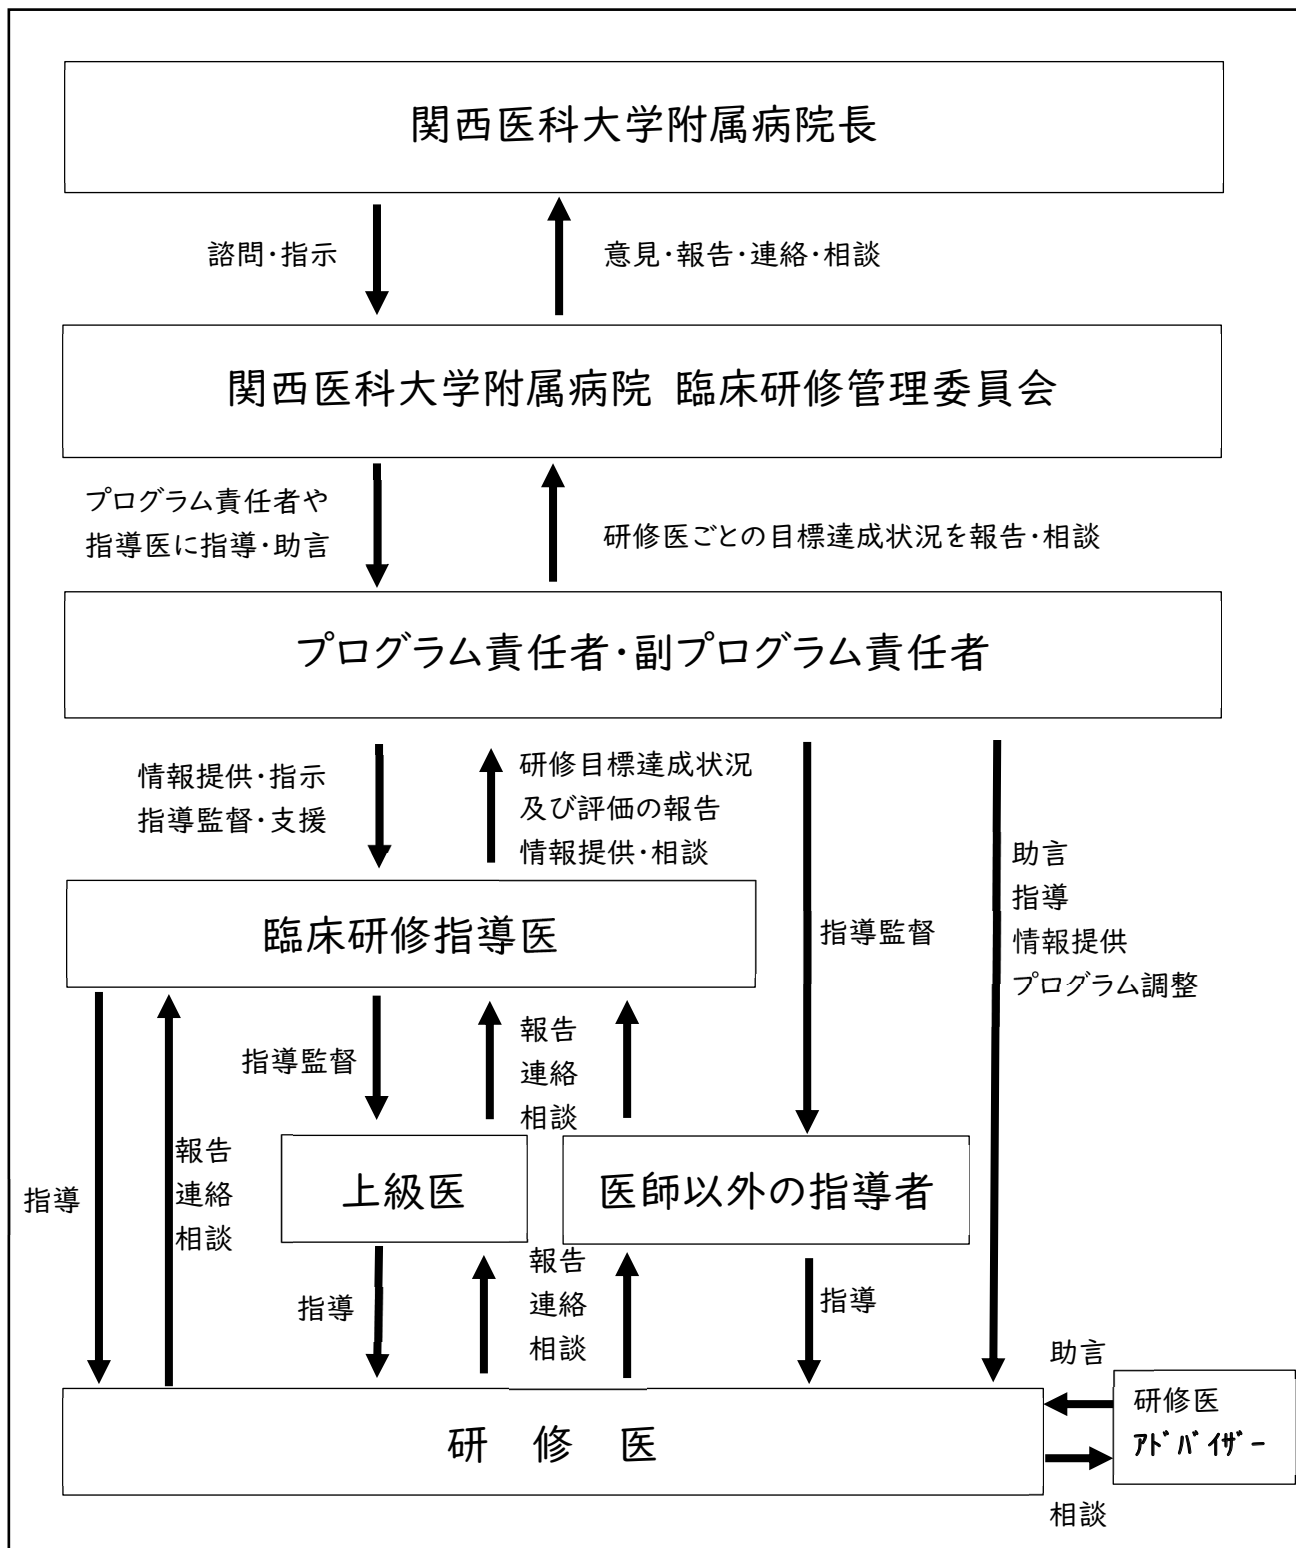 関西医科大学附属病院長
諮問・指示
意見・報告・連絡・相談
関西医科大学附属病院 臨床研修管理委員会
プログラム責任者や
指導医に指導・助言
研修医ごとの目標達成状況を報告・相談
プログラム責任者・副プログラム責任者
情報提供・指示
指導監督・支援
研修目標達成状況
及び評価の報告
情報提供・相談
指導監督
助言
指導
情報提供
プログラム調整
臨床研修指導医
指導
報告
連絡
相談
指導監督
報告
連絡
相談
上級医
医師以外の指導者
指導
報告
連絡
相談
指導
研 修 医
助言
研修医
ｱﾄﾞﾊﾞｲｻﾞｰ
相談